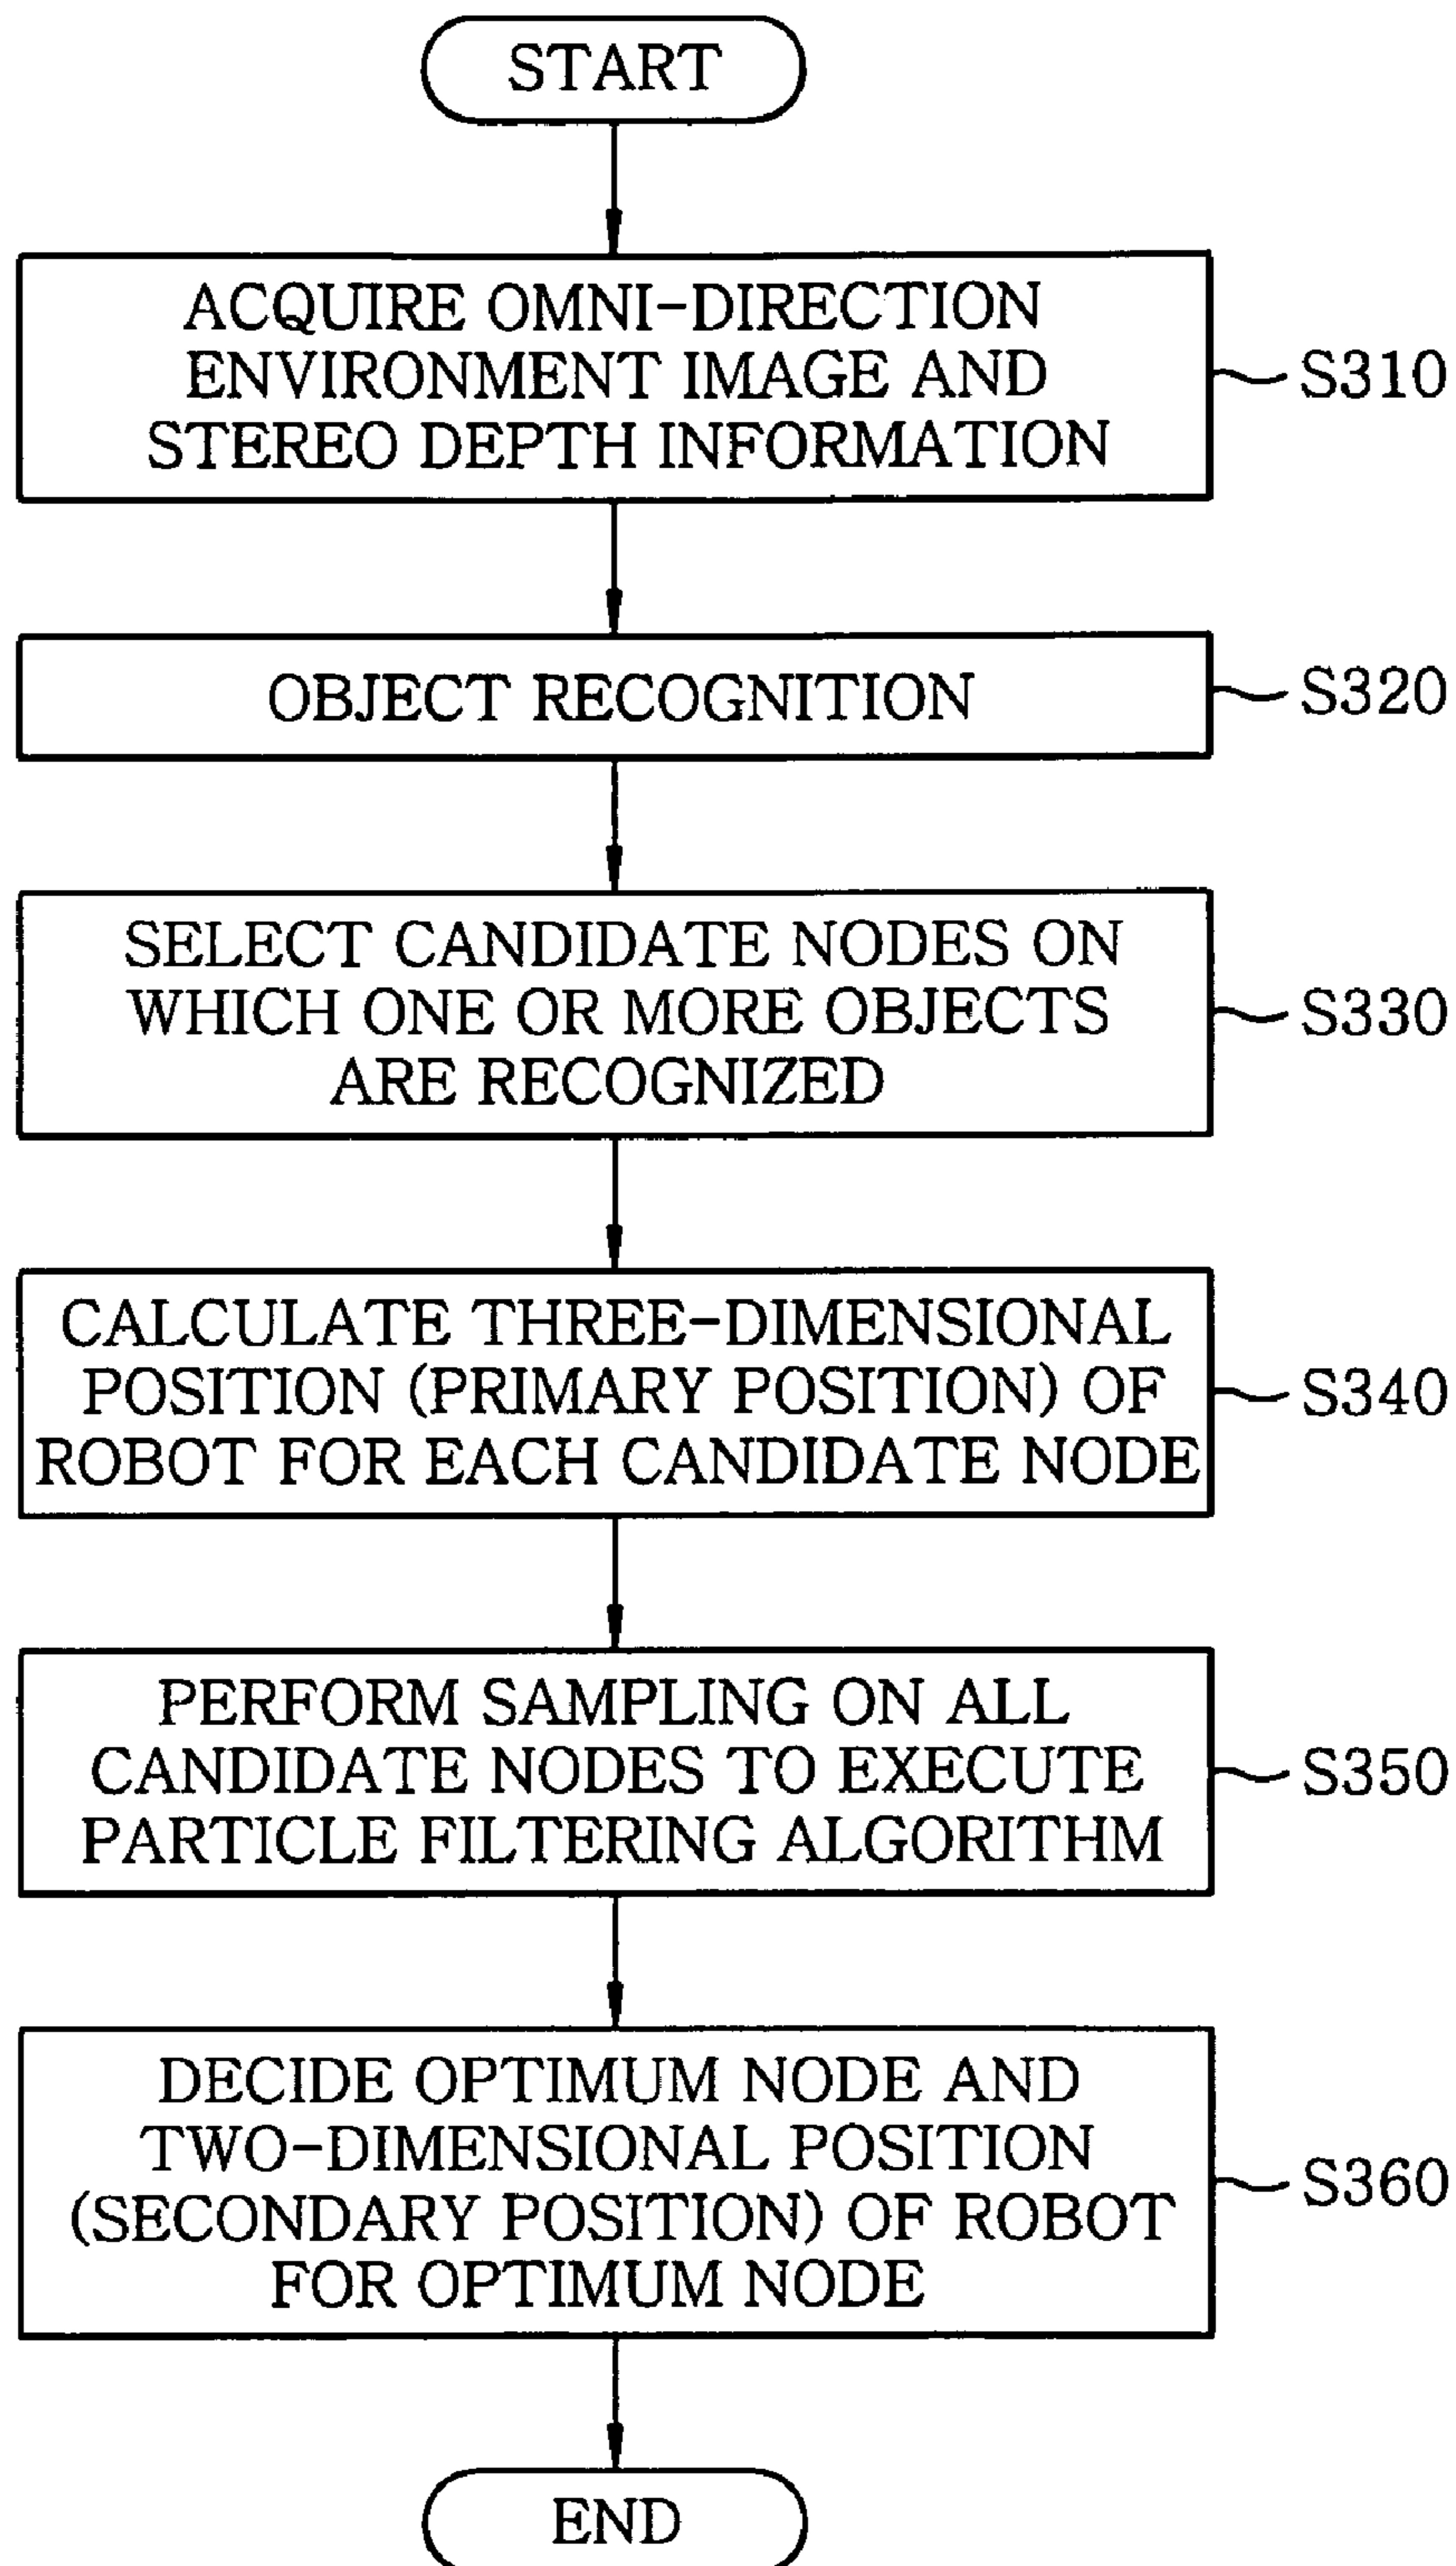 START
ACQUIRE OMNI-DIRECTION
ENVIRONMENT IMAGE AND
STEREO DEPTH INFORMATION
S310
OBJECT RECOGNITION
S320
SELECT CANDIDATE NODES ON
WHICH ONE OR MORE OBJECTS
ARE RECOGNIZED
S330
CALCULATE THREE-DIMENSIONAL
POSITION (PRIMARY POSITION) OF
ROBOT FOR EACH CANDIDATE NODE
S340
PERFORM SAMPLING ON ALL
CANDIDATE NODES TO EXECUTE
PARTICLE FILTERING ALGORITHM
S350
DECIDE OPTIMUM NODE AND
TWO-DIMENSIONAL POSITION
(SECONDARY POSITION) OF ROBOT
FOR OPTIMUM NODE
S360
END